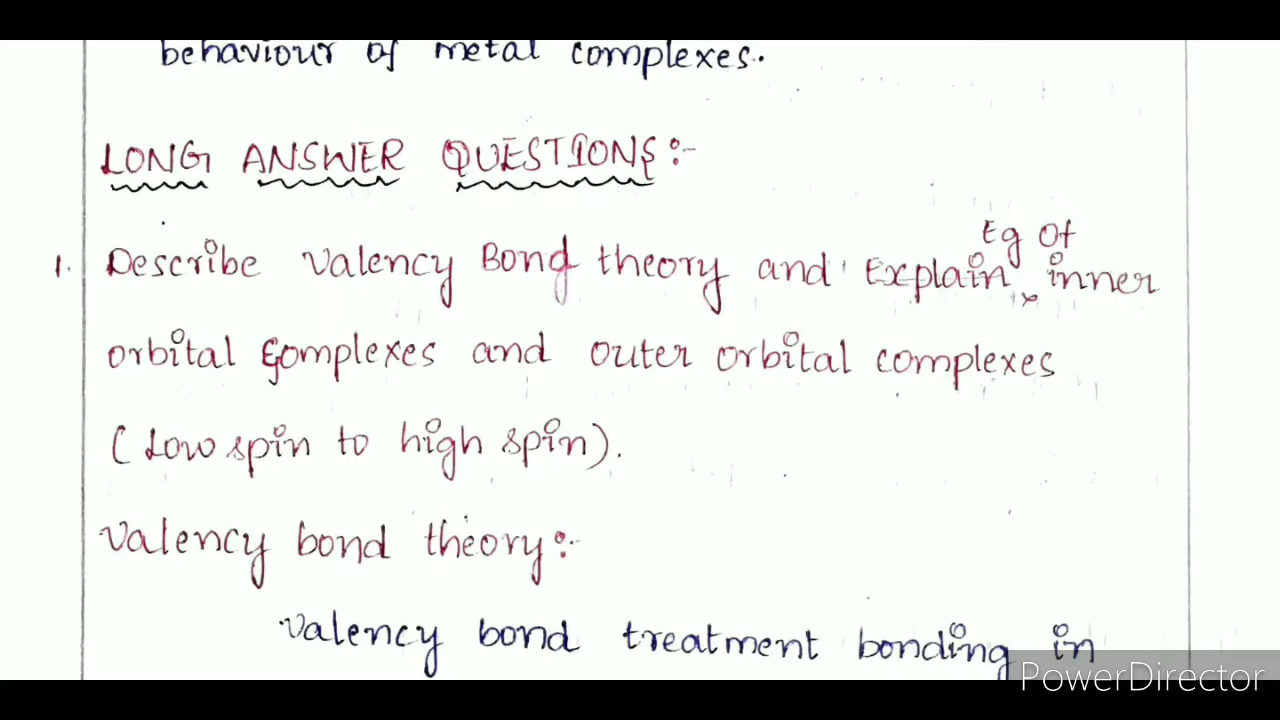 behaviour of metal complexes.
LONG ANSWER QUESTIONS:-
Eg Of
1. Describe Valency Bond theory and Explain inner
orbital complexes and outer orbital complexes
(Low spin to high spin).
Valency bond theory:-
Valency bond treatment bonding in
PowerDirector